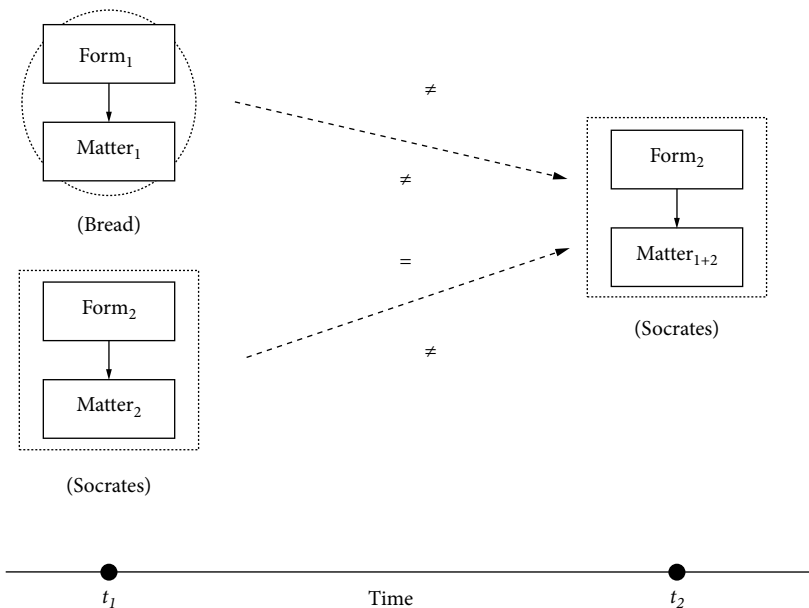 Form₁
≠
Matter₁
Form₂
≠
(Bread)
Matter₁₊₂
=
Form₂
(Socrates)
≠
Matter₂
(Socrates)
Time
t₁
t₂